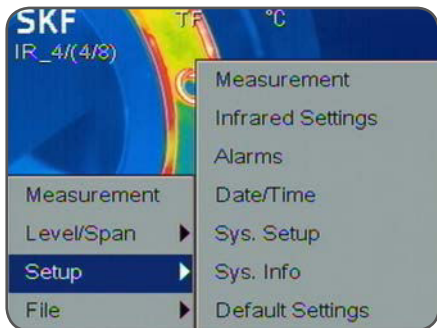 SKF TF °C
IR_4/(4/8)
Measurement
Level/Span
Setup
File
Measurement
Infrared Settings
Alarms
Date/Time
Sys. Setup
Sys. Info
Default Settings